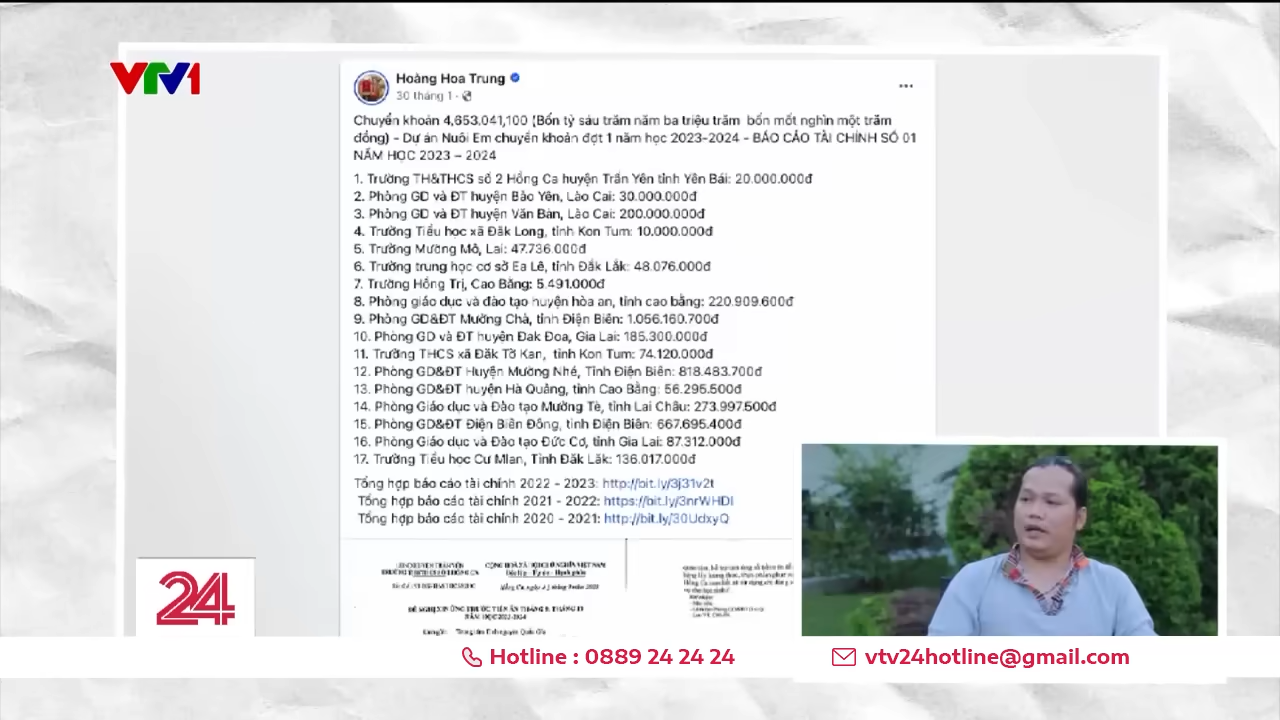 VTV1
Hoàng Hoa Trung
30 tháng 1 ·
Chuyển khoản 4,653,041,100 (Bốn tỷ sáu trăm năm ba triệu trăm bốn mốt nghìn một trăm
đồng) - Dự án Nuôi Em chuyển khoản đợt 1 năm học 2023-2024 - BÁO CÁO TÀI CHÍNH SỐ 01
NĂM HỌC 2023 – 2024
1. Trường TH&THCS số 2 Hồng Ca huyện Trấn Yên tỉnh Yên Bái: 20.000.000đ
2. Phòng GD và ĐT huyện Bảo Yên, Lào Cai: 30.000.000đ
3. Phòng GD và ĐT huyện Văn Bàn, Lào Cai: 200.000.000đ
4. Trường Tiểu học xã Đăk Long, tỉnh Kon Tum: 10.000.000đ
5. Trường Mường Mô, Lai: 47.736.000đ
6. Trường trung học cơ sở Ea Lê, tỉnh Đắk Lắk: 48.076.000đ
7. Trường Hồng Trị, Cao Bằng: 5.491.000đ
8. Phòng giáo dục và đào tạo huyện hòa an, tỉnh cao bằng: 220.909.600đ
9. Phòng GD&ĐT Mường Chà, tỉnh Điện Biên: 1.056.160.700đ
10. Phòng GD và ĐT huyện Đak Đoa, Gia Lai: 185.300.000đ
11. Trường THCS xã Đăk Tờ Kan, tỉnh Kon Tum: 74.120.000đ
12. Phòng GD&ĐT Huyện Mường Nhé, Tỉnh Điện Biên: 818.483.700đ
13. Phòng GD&ĐT huyện Hà Quảng, tỉnh Cao Bằng: 56.295.500đ
14. Phòng Giáo dục và Đào tạo Mường Tè, tỉnh Lai Châu: 273.997.500đ
15. Phòng GD&ĐT Điện Biên Đông, tỉnh Điện Biên: 667.695.400đ
16. Phòng Giáo dục và Đào tạo Đức Cơ, tỉnh Gia Lai: 87.312.000đ
17. Trường Tiểu học Cư Mlan, Tỉnh Đăk Lăk: 136.017.000đ
Tổng hợp báo cáo tài chính 2022 - 2023: http://bit.ly/3j31v2t
Tổng hợp báo cáo tài chính 2021 - 2022: https://bit.ly/3nrWHDI
Tổng hợp báo cáo tài chính 2020 - 2021: http://bit.ly/30UdxyQ
CỘNG HOÀ XÃ HỘI CHỦ NGHĨA VIỆT NAM
Độc lập - Tự do - Hạnh phúc
24
Hotline : 0889 24 24 24
vtv24hotline@gmail.com